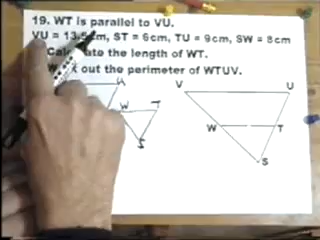 19. WT is parallel to VU.
VU = 13.5cm, ST = 6cm, TU = 9cm, SW = 8cm
the length of WT.
out the perimeter of WTUV.
U
W T
S
V U
W T
S